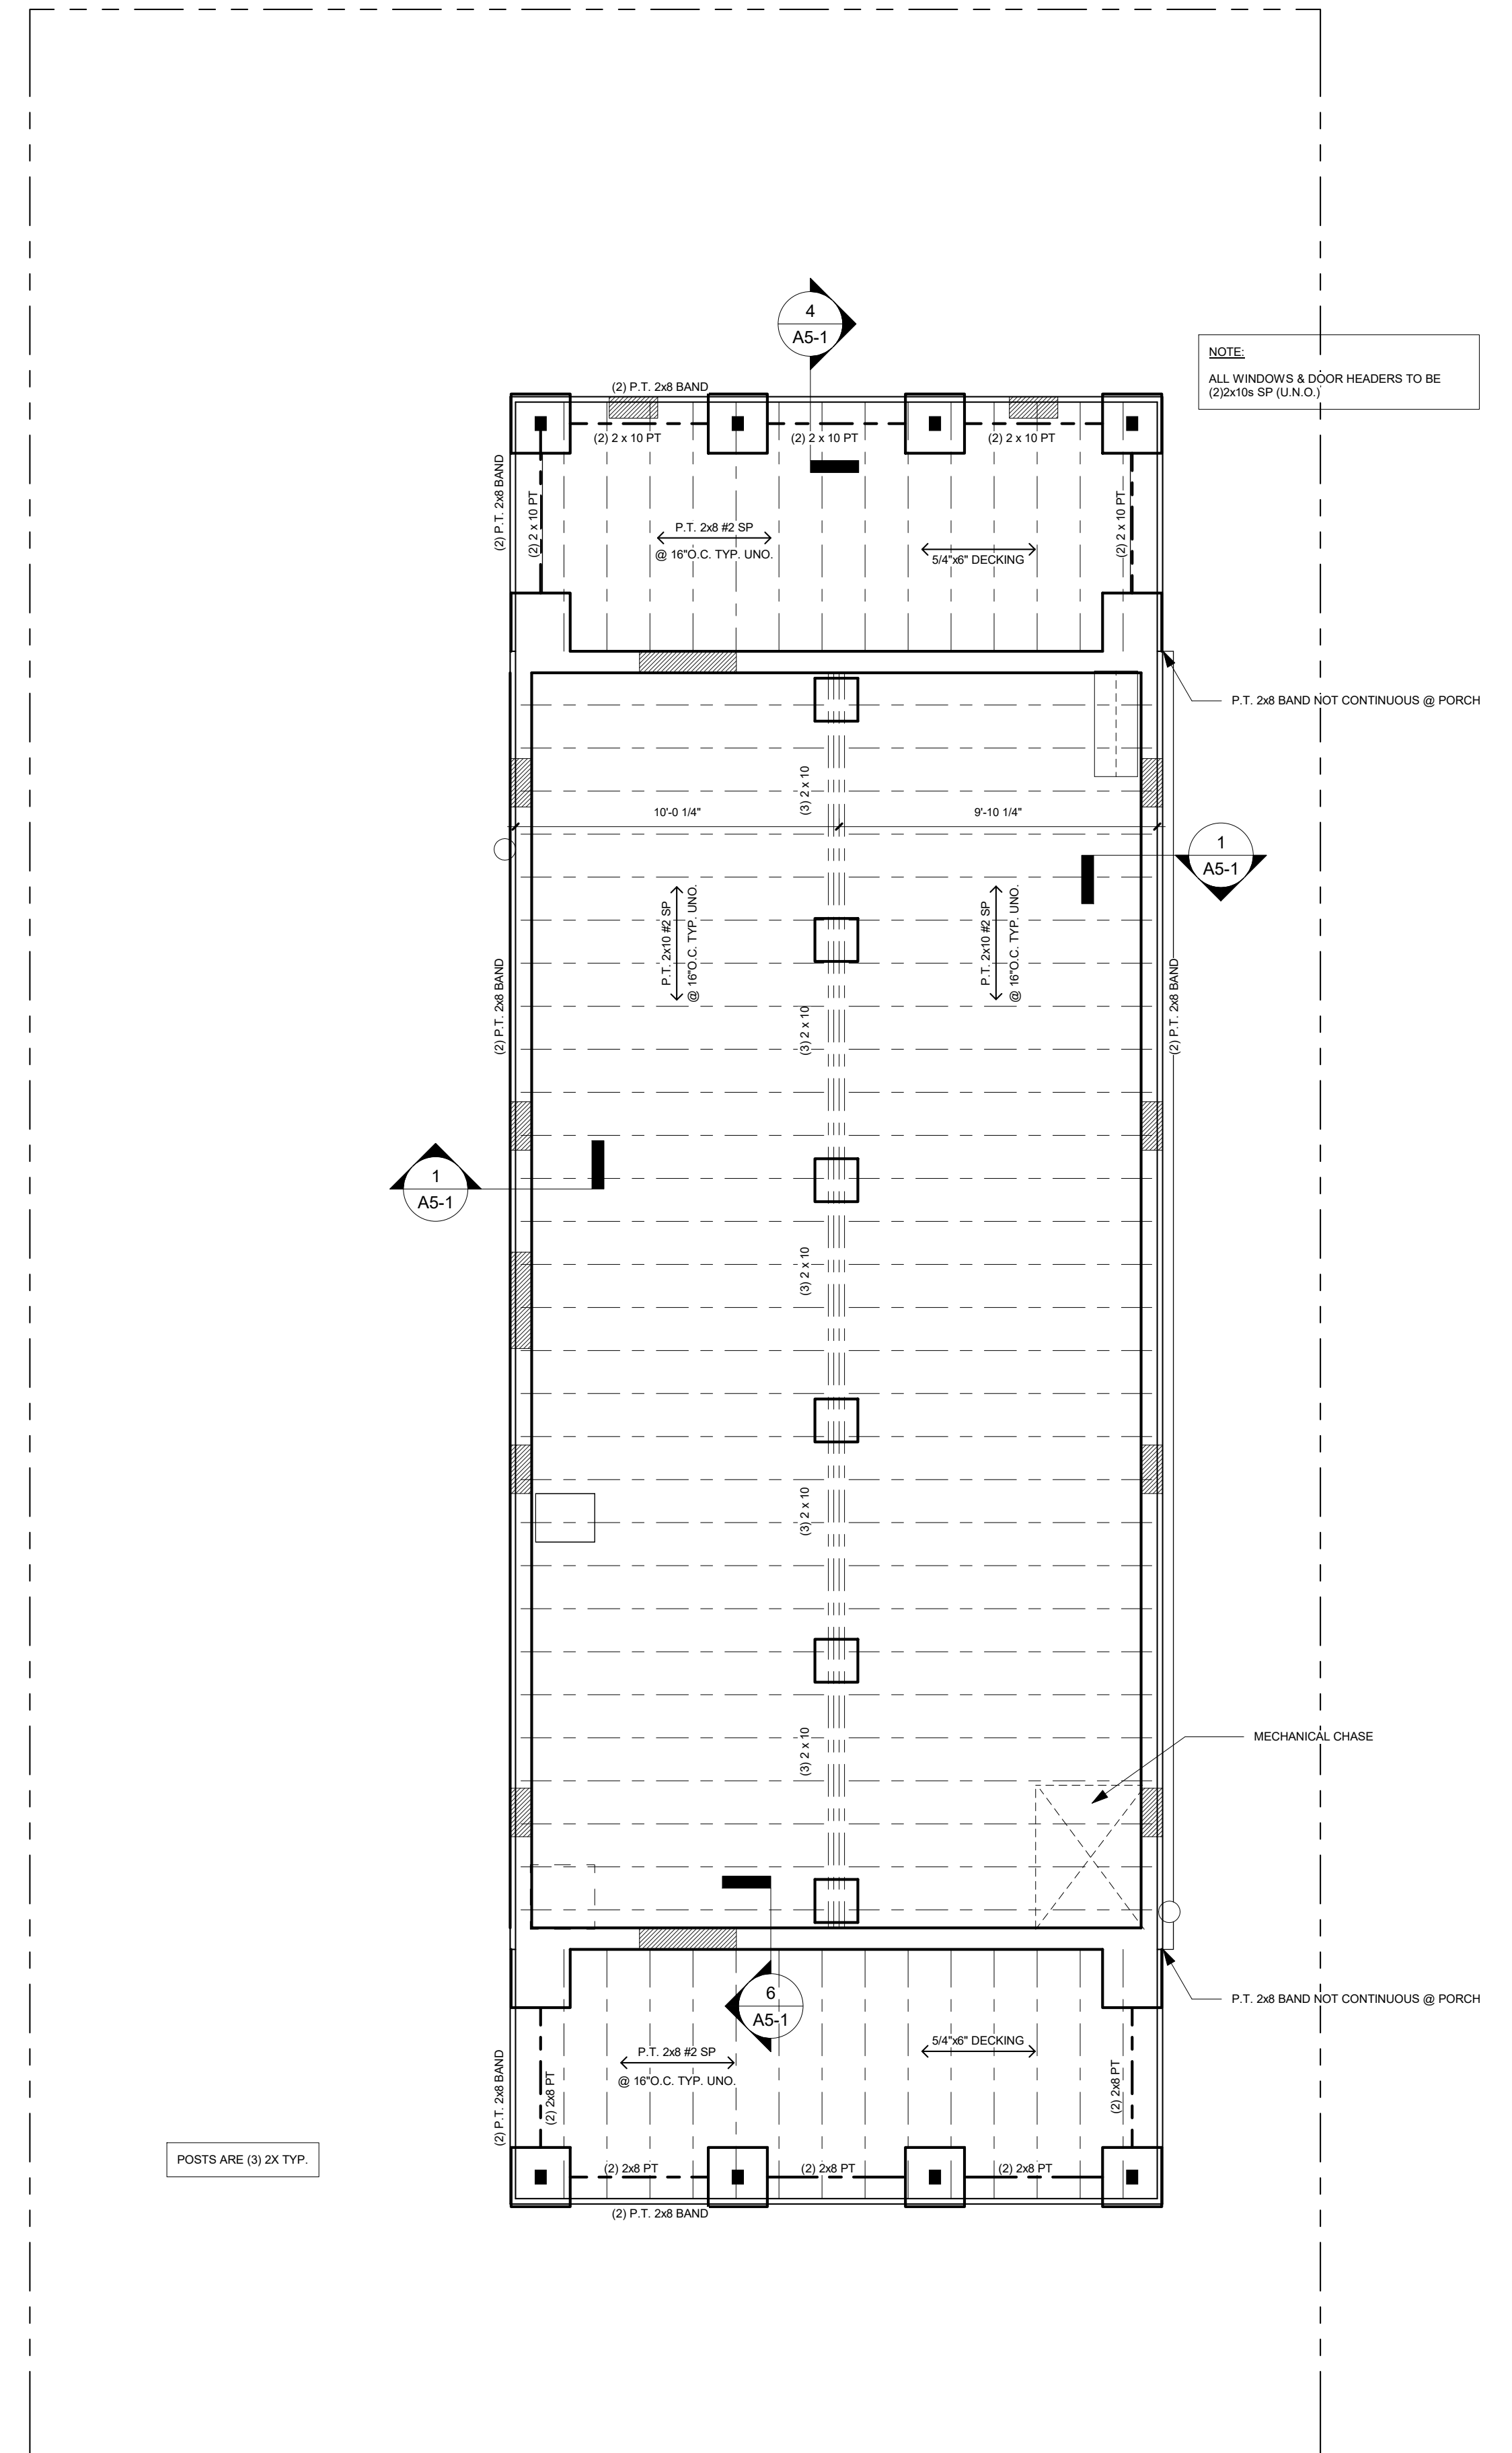 4
A5-1
NOTE:
ALL WINDOWS & DOOR HEADERS TO BE
(2)2x10s SP (U.N.O.)
(2) P.T. 2x8 BAND
(2) 2 x 10 PT
(2) 2 x 10 PT
(2) 2 x 10 PT
(2) P.T. 2x8 BAND
(2) 2 x 10 PT
(2) 2 x 10 PT
P.T. 2x8 #2 SP
@ 16"O.C. TYP. UNO.
5/4"x6" DECKING
P.T. 2x8 BAND NOT CONTINUOUS @ PORCH
(3) 2 x 10
10'-0 1/4"
9'-10 1/4"
1
A5-1
P.T. 2x10 #2 SP
@ 16"O.C. TYP. UNO.
P.T. 2x10 #2 SP
@ 16"O.C. TYP. UNO.
(2) P.T. 2x8 BAND
(3) 2 x 10
(2) P.T. 2x8 BAND
1
A5-1
(3) 2 x 10
(3) 2 x 10
(3) 2 x 10
MECHANICAL CHASE
P.T. 2x8 BAND NOT CONTINUOUS @ PORCH
6
A5-1
P.T. 2x8 #2 SP
@ 16"O.C. TYP. UNO.
5/4"x6" DECKING
(2) P.T. 2x8 BAND
(2) 2x8 PT
(2) 2x8 PT
POSTS ARE (3) 2X TYP.
(2) 2x8 PT
(2) 2x8 PT
(2) 2x8 PT
(2) P.T. 2x8 BAND